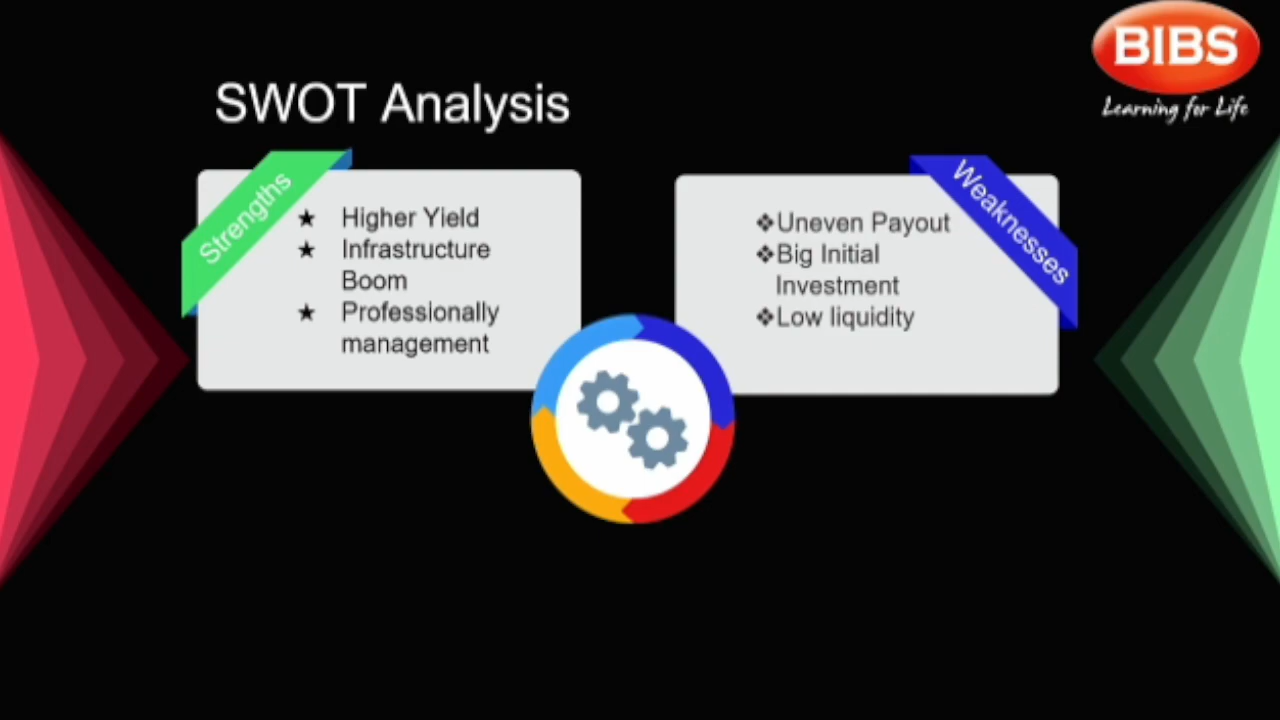 BIBS
Learning for Life
SWOT Analysis
Strengths
★ Higher Yield
★ Infrastructure
Boom
★ Professionally
management
Weaknesses
❖Uneven Payout
❖Big Initial
Investment
❖Low liquidity